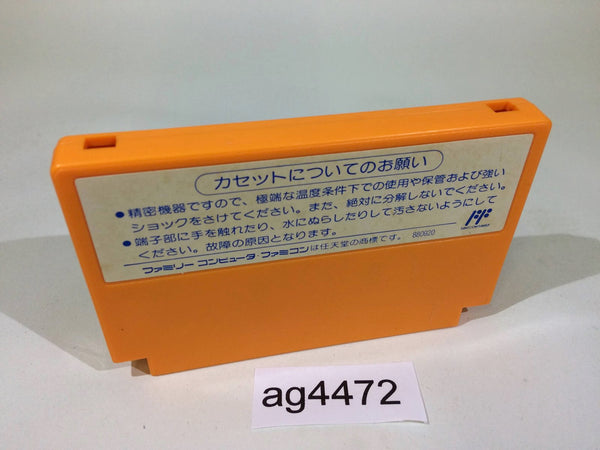 カセットについてのお願い
●精密機器ですので、極端な温度条件下での使用や保管および強い
ショックをさけてください。また、絶対に分解しないでください。
●端子部に手を触れたり、水にぬらしたりして汚さないようにして
ください。故障の原因となります。
ファミリーコンピュータ・ファミコンは任天堂の商標です。 880920
ag4472